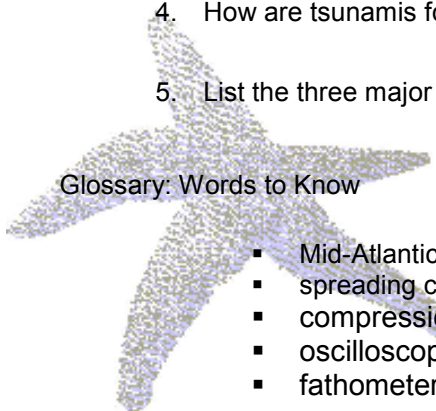 4. How are tsunamis fo
5. List the three major
Glossary: Words to Know
▪ Mid-Atlantic
▪ spreading c
▪ compressio
▪ oscilloscop
▪ fathometer